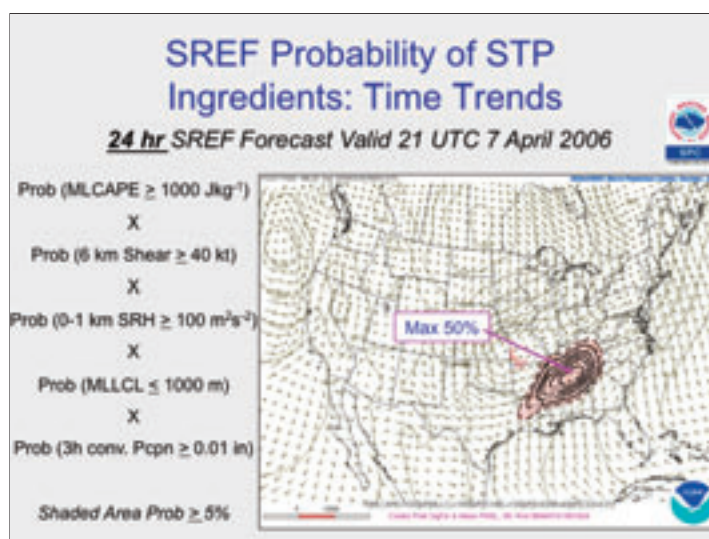 SREF Probability of STP
Ingredients: Time Trends
24 hr SREF Forecast Valid 21 UTC 7 April 2006
Prob (MLCAPE ≥ 1000 Jkg⁻¹)
X
Prob (6 km Shear ≥ 40 kt)
X
Prob (0-1 km SRH ≥ 100 m²s⁻²)
X
Prob (MLLCL ≤ 1000 m)
X
Prob (3h conv. Pcpn ≥ 0.01 in)
Shaded Area Prob ≥ 5%
Max 50%
SPC